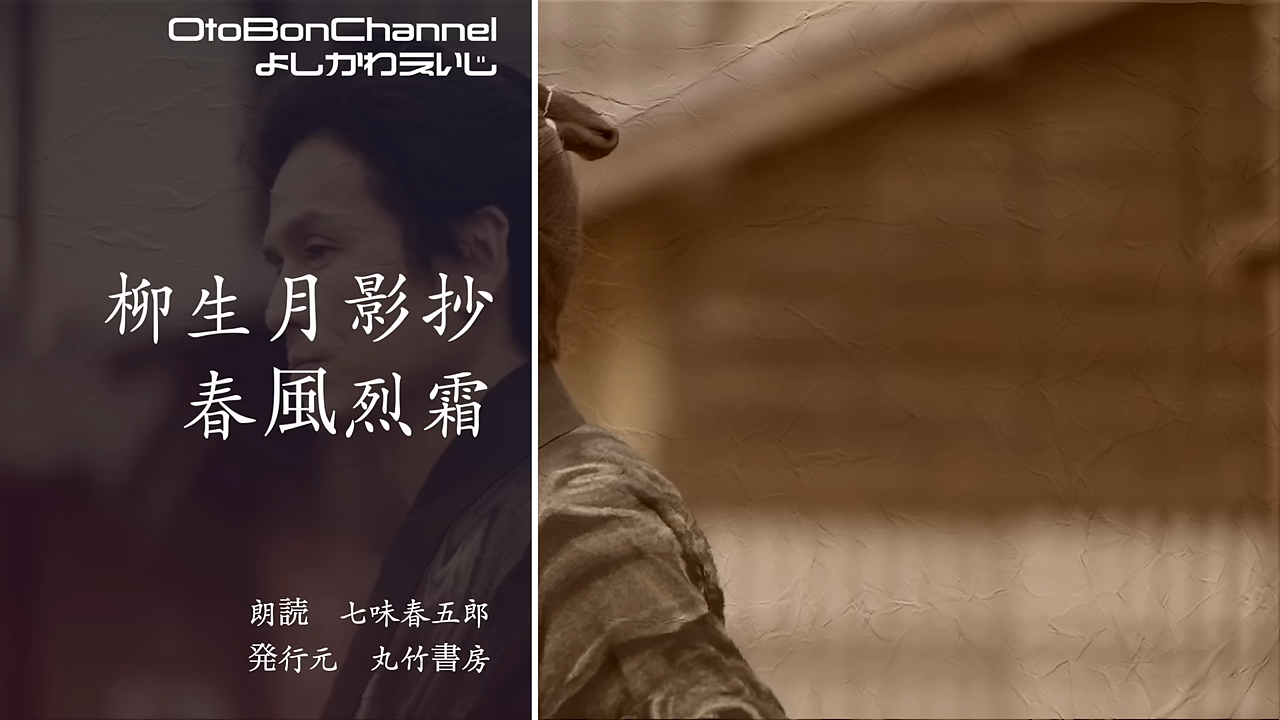 OtoBonChannel
よしかわえいじ
柳生月影抄
春風烈霜
朗読　七味春五郎
発行元　丸竹書房